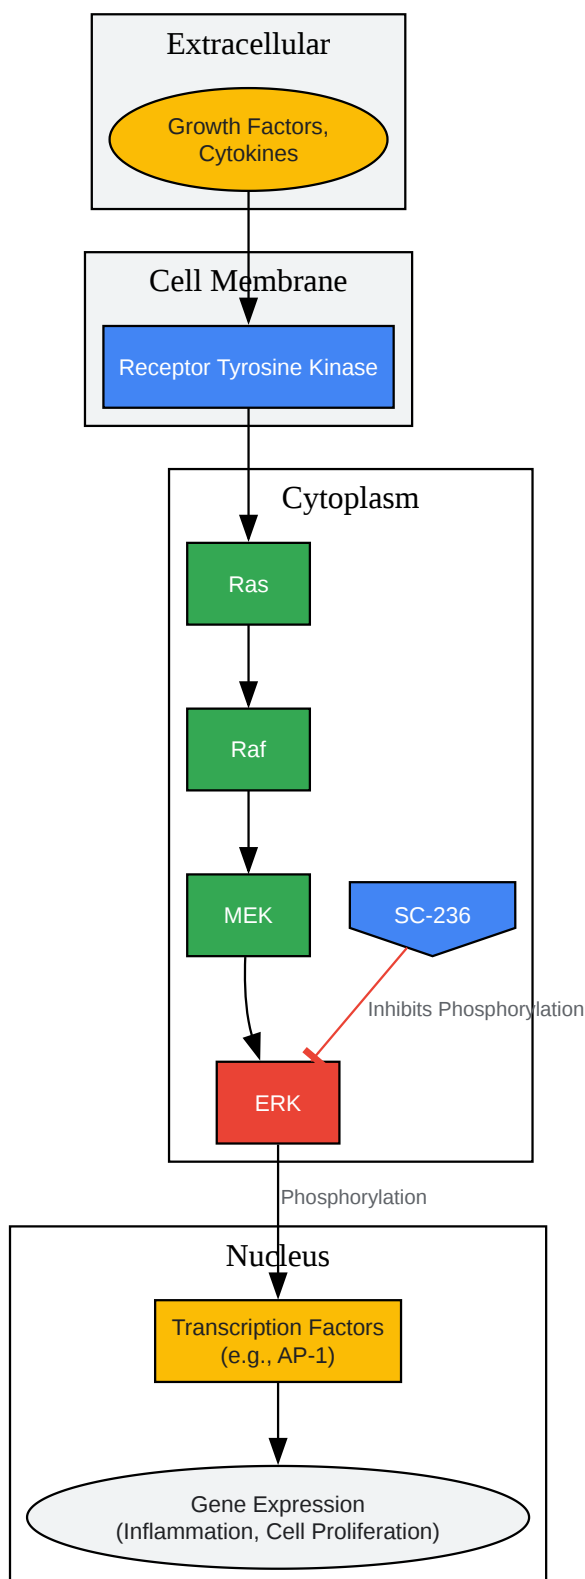 Extracellular
Growth Factors,
Cytokines
Cell Membrane
Receptor Tyrosine Kinase
Cytoplasm
Ras
Raf
MEK
SC-236
Inhibits Phosphorylation
ERK
Phosphorylation
Nucleus
Transcription Factors
(e.g., AP-1)
Gene Expression
(Inflammation, Cell Proliferation)